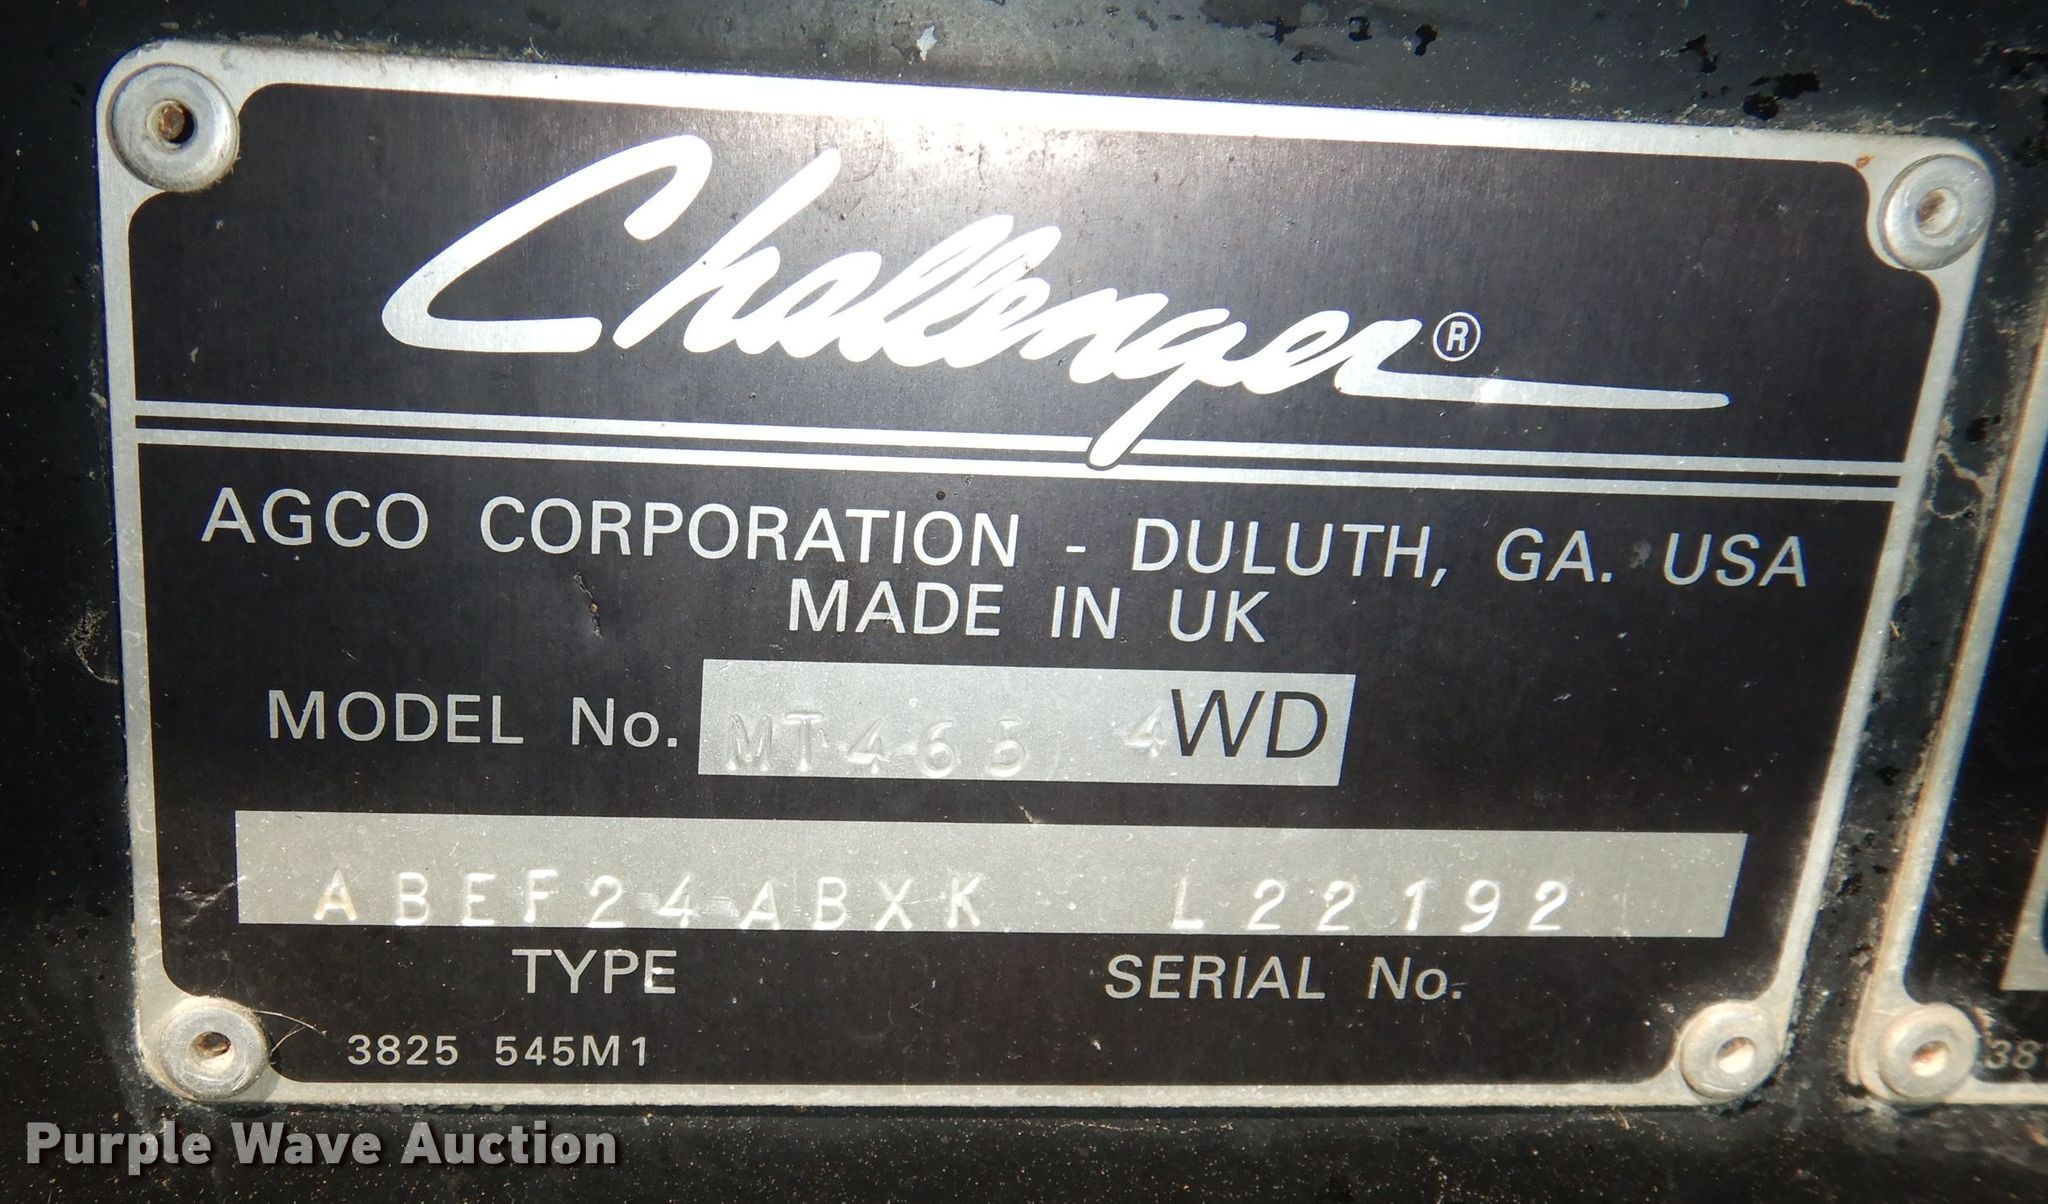 Challenger®
AGCO CORPORATION - DULUTH, GA. USA
MADE IN UK
MODEL No. MT465 4WD
ABEF24ABXK L22192
TYPE SERIAL No.
3825 545M1
38
Purple Wave Auction